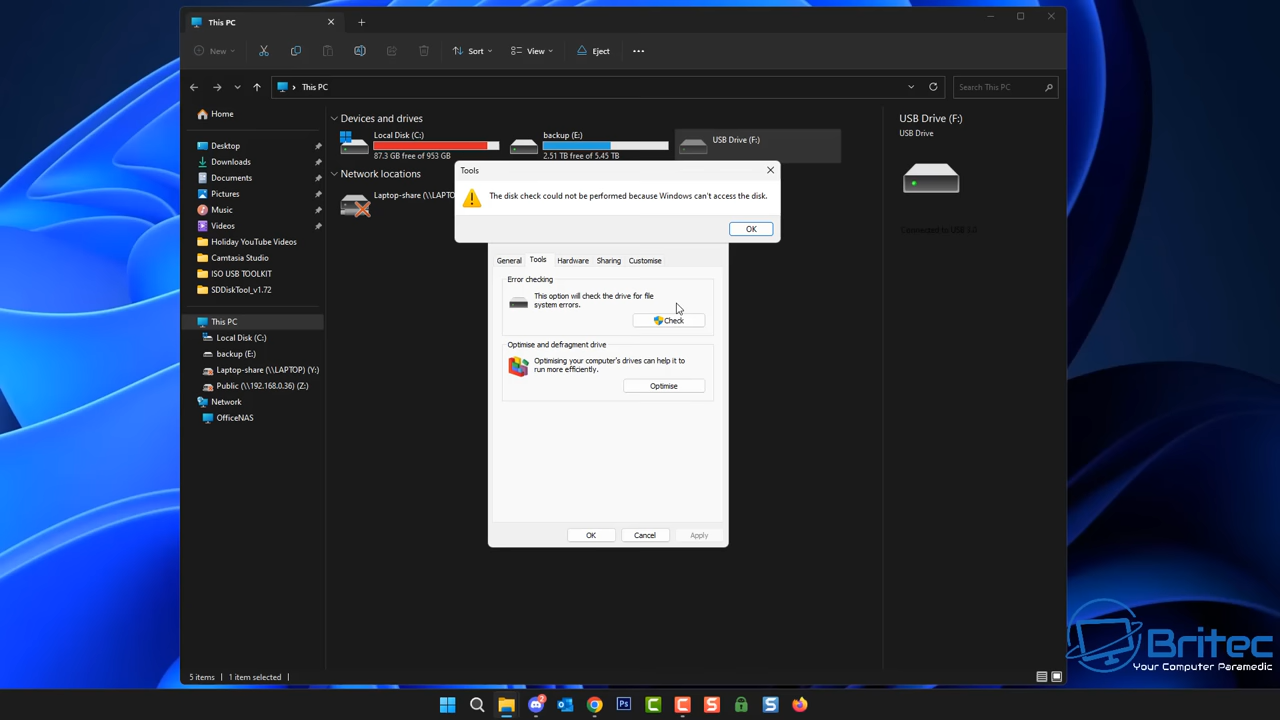 This PC
New
Sort
View
Eject
This PC
Search This PC
Home
Desktop
Downloads
Documents
Pictures
Music
Videos
Holiday YouTube Videos
Camtasia Studio
ISO USB TOOLKIT
SDDiskTool_v1.72
This PC
Local Disk (C:)
backup (E:)
Laptop-share (\\LAPTOP) (Y:)
Public (\\192.168.0.36) (Z:)
Network
OfficeNAS
Devices and drives
Local Disk (C:)
87.3 GB free of 953 GB
backup (E:)
2.51 TB free of 5.45 TB
USB Drive (F:)
Network locations
Laptop-share (\\LAPTO
USB Drive (F:)
USB Drive
Connected to USB 3.0
Tools
The disk check could not be performed because Windows can't access the disk.
OK
General
Tools
Hardware
Sharing
Customise
Error checking
This option will check the drive for file
system errors.
Check
Optimise and defragment drive
Optimising your computer's drives can help it to
run more efficiently.
Optimise
OK
Cancel
Apply
5 items
1 item selected
Britec
Your Computer Paramedic
2
Ps
C
C
S
S